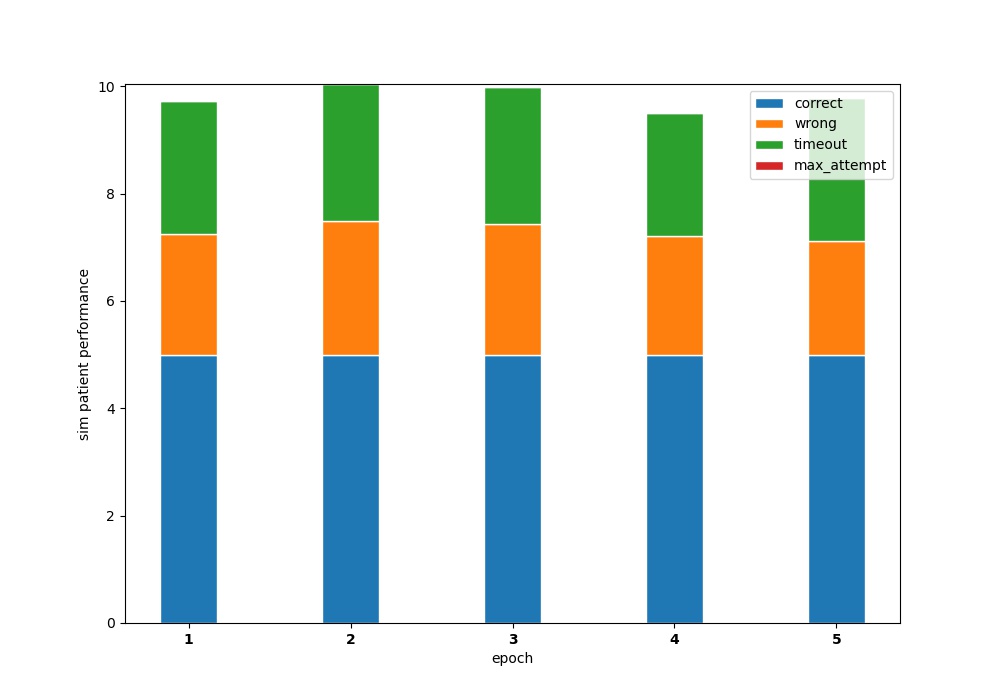 10
8
6
4
2
0
sim patient performance
correct
wrong
timeout
max_attempt
1 2 3 4 5
epoch